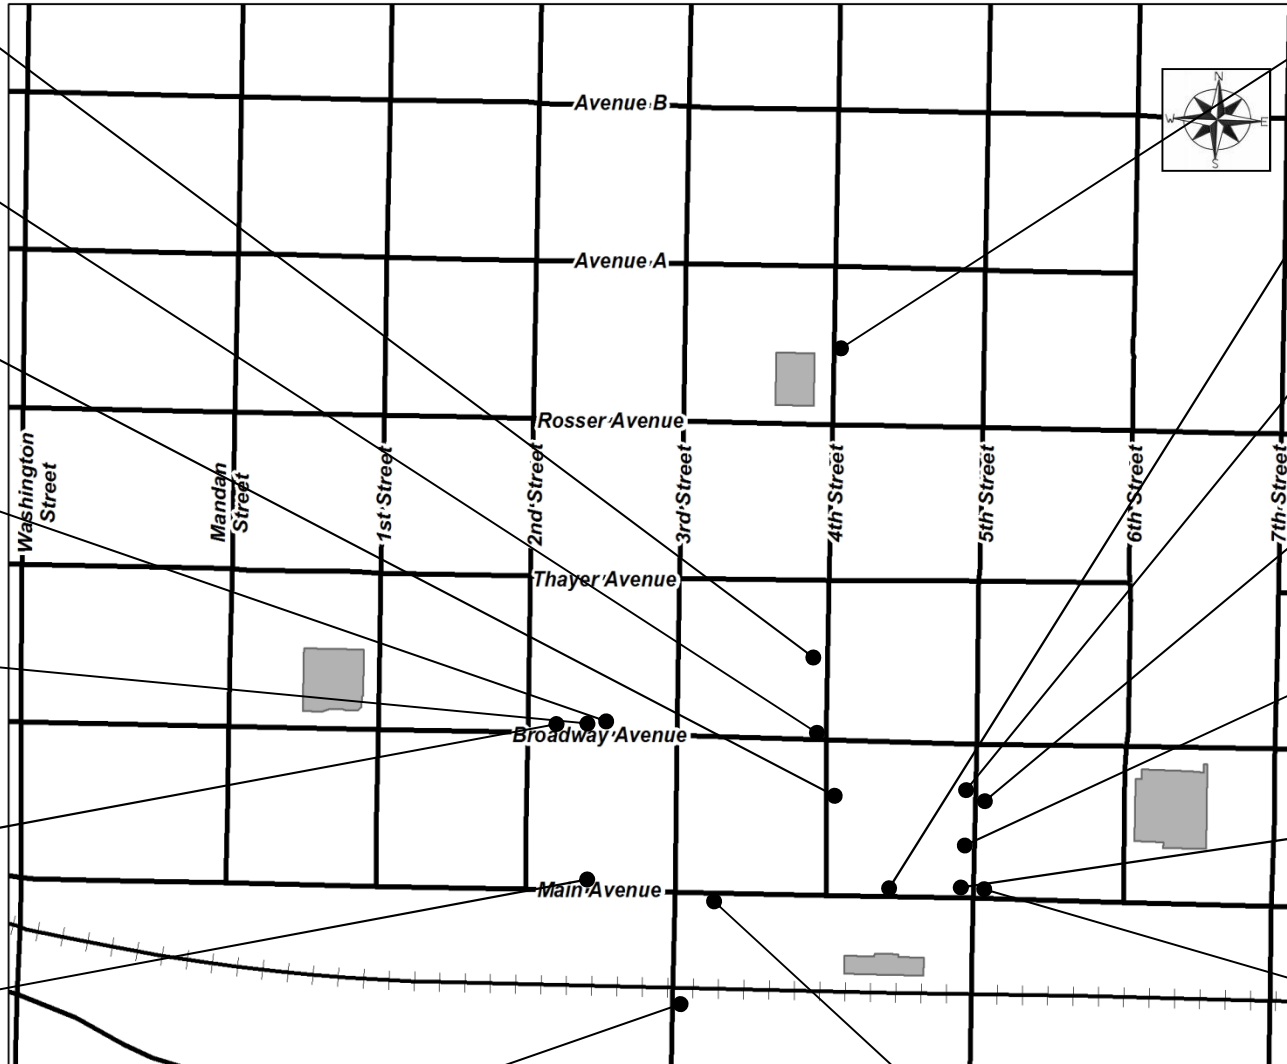 N
W E
S
Avenue B
Avenue A
Rosser Avenue
Washington
Street
Mandan
Street
1st Street
2nd Street
3rd Street
4th Street
5th Street
6th Street
7th Street
Thayer Avenue
Broadway Avenue
Main Avenue